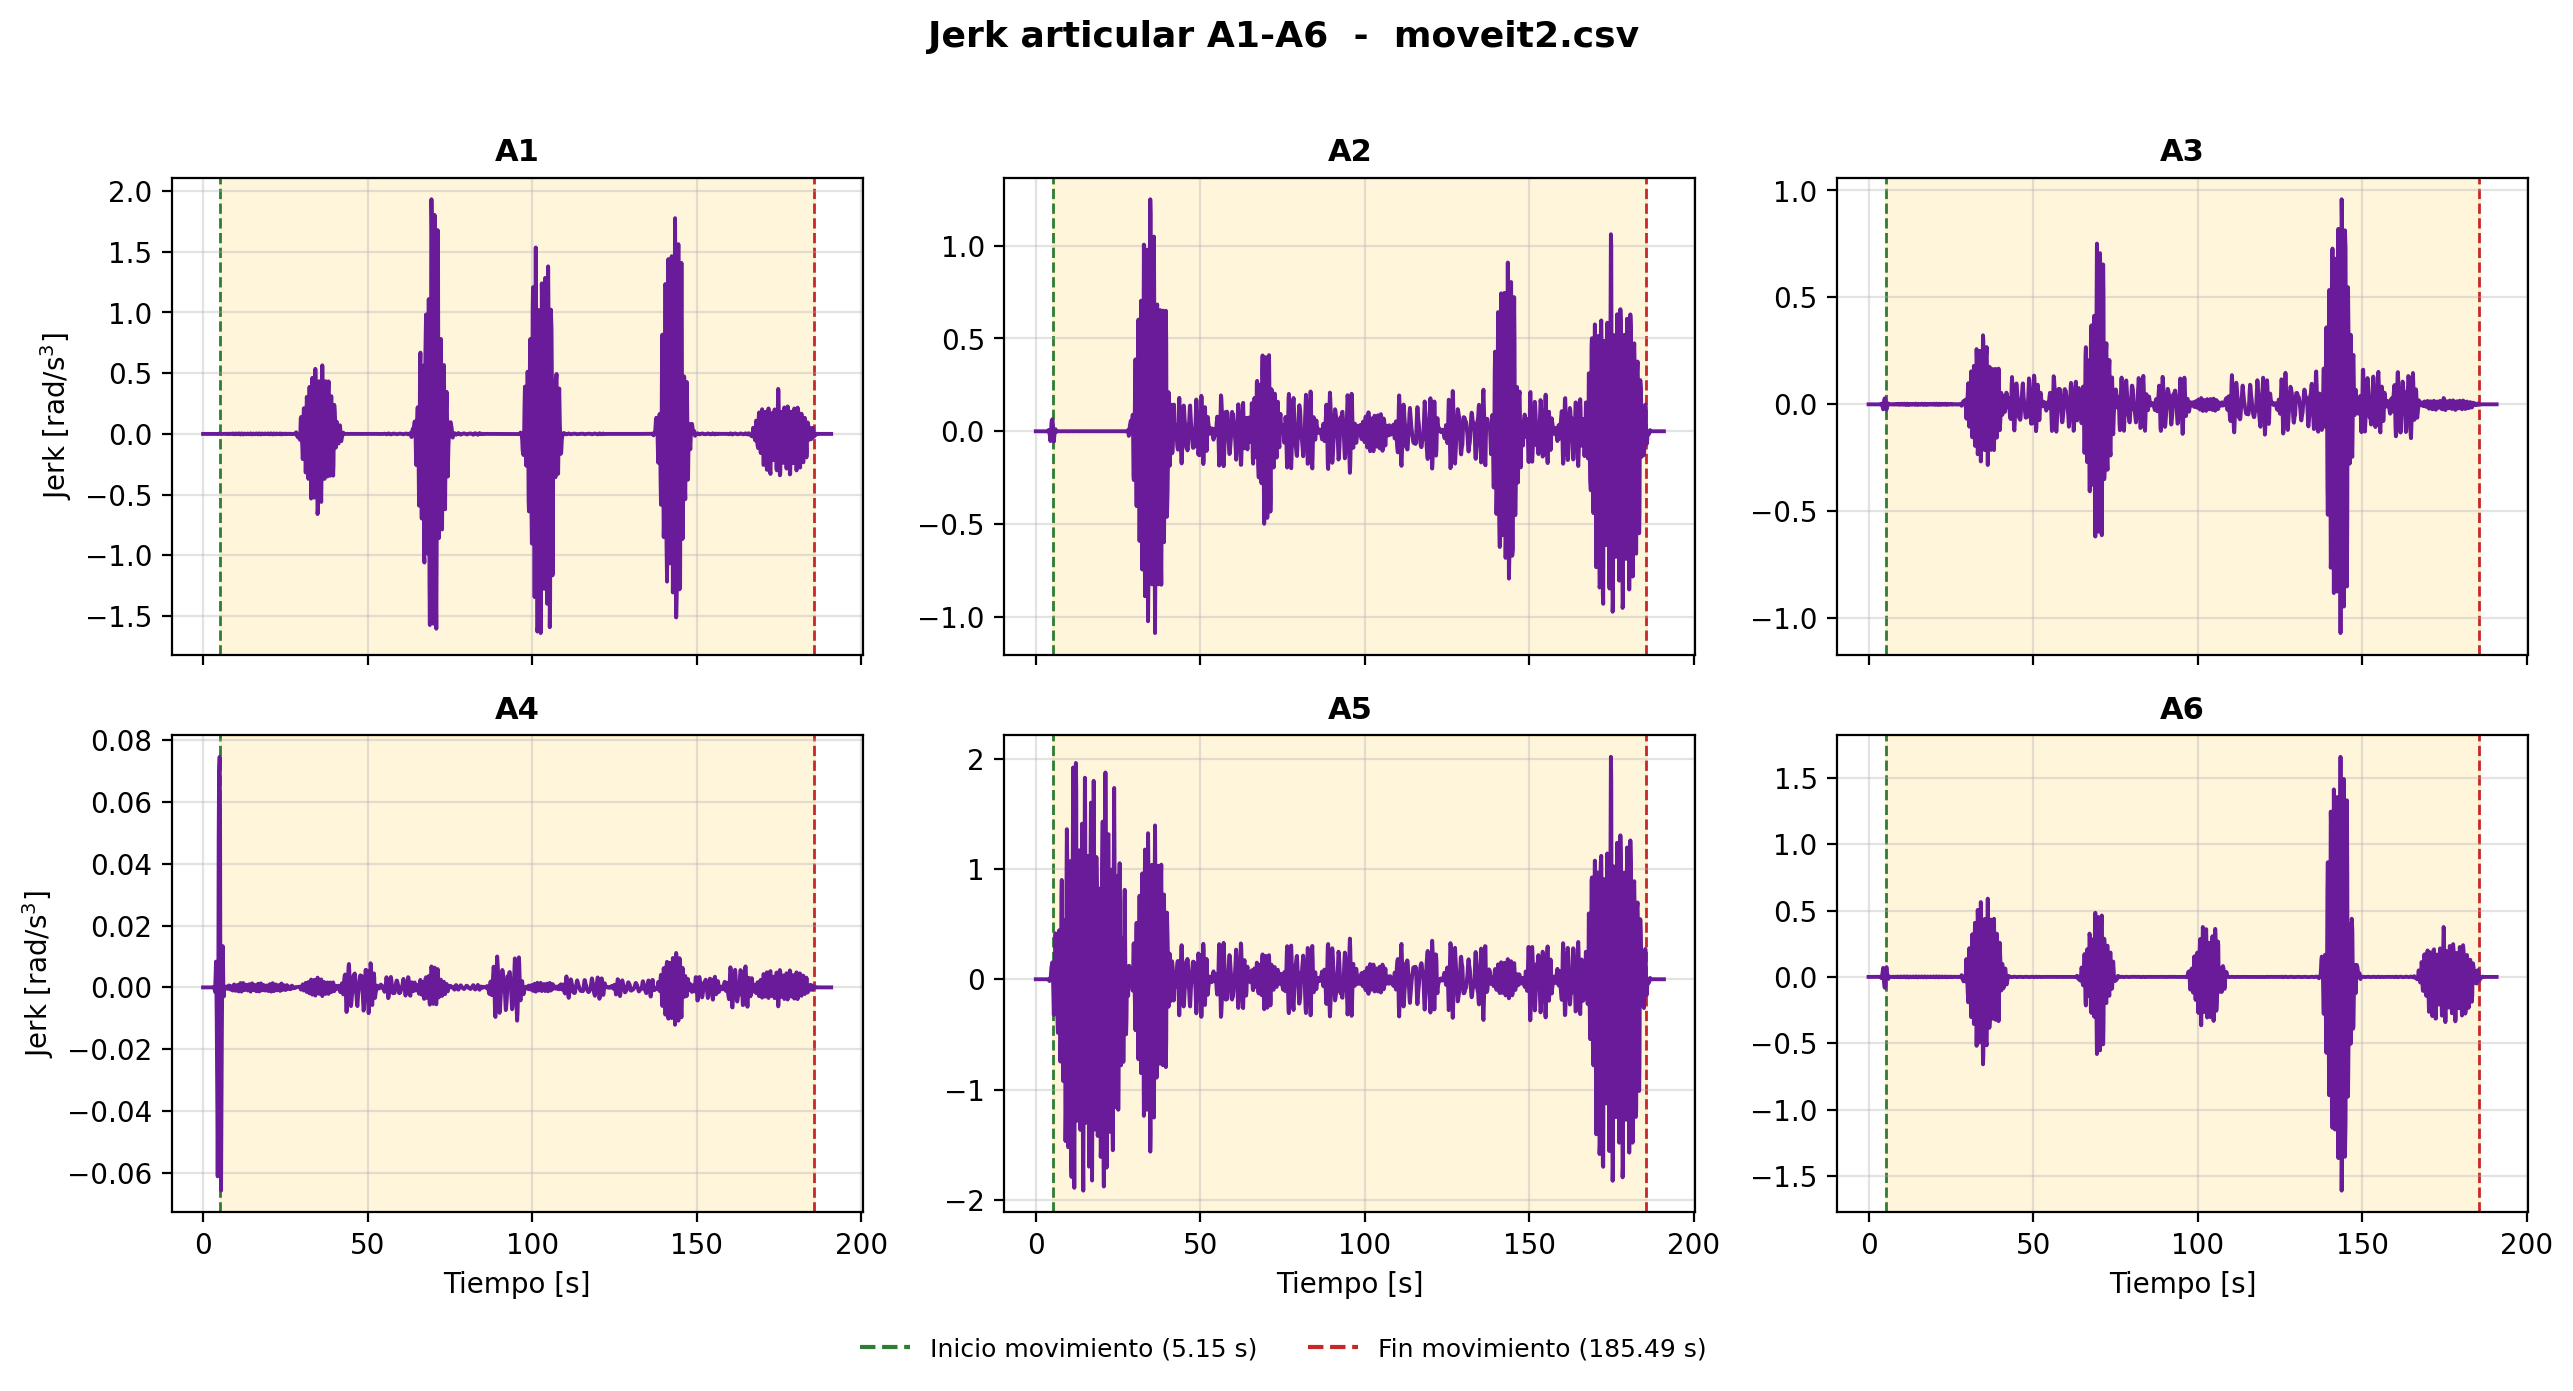 Jerk articular A1-A6  -  moveit2.csv
A1
A2
A3
2.0
1.5
1.0
0.5
0.0
−0.5
−1.0
−1.5
Jerk [rad/s³]
1.0
0.5
0.0
−0.5
−1.0
1.0
0.5
0.0
−0.5
−1.0
A4
A5
A6
0.08
0.06
0.04
0.02
0.00
−0.02
−0.04
−0.06
Jerk [rad/s³]
0 50 100 150 200
Tiempo [s]
2
1
0
−1
−2
0 50 100 150 200
Tiempo [s]
1.5
1.0
0.5
0.0
−0.5
−1.0
−1.5
0 50 100 150 200
Tiempo [s]
Inicio movimiento (5.15 s)
Fin movimiento (185.49 s)